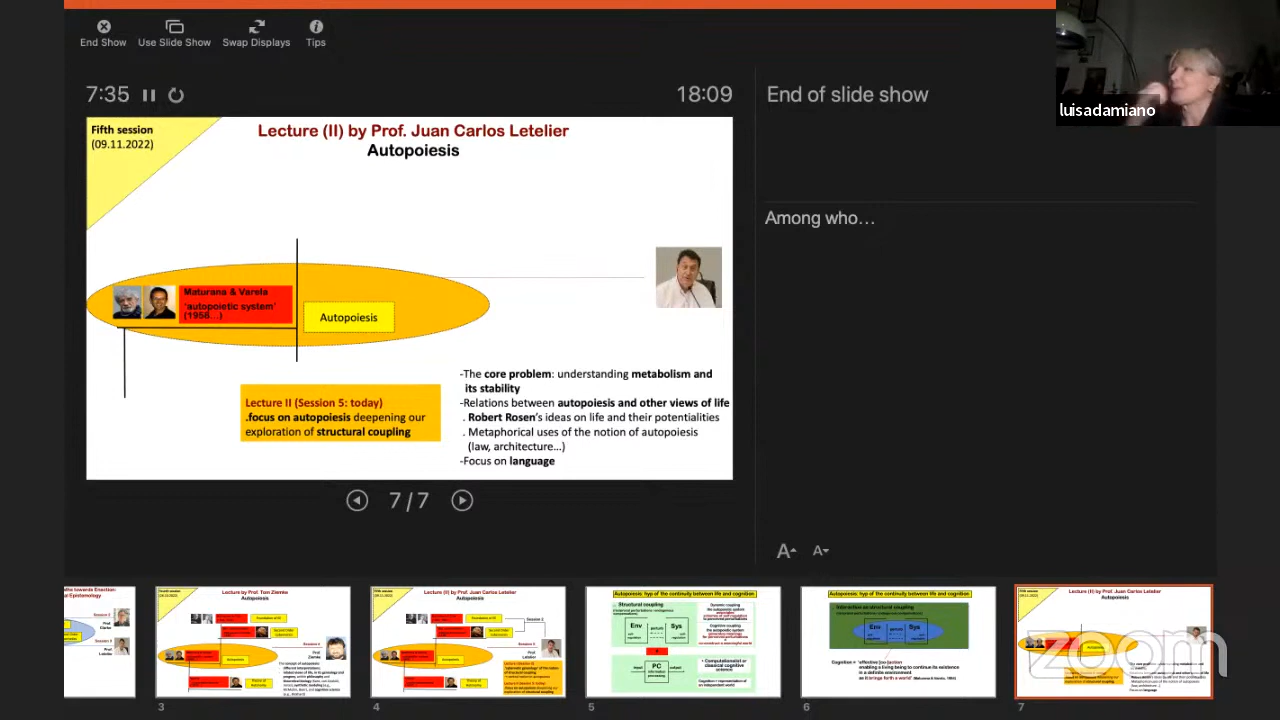 End Show
Use Slide Show
Swap Displays
Tips
luisadamiano
7:35
18:09
End of slide show
Fifth session
(09.11.2022)
Lecture (II) by Prof. Juan Carlos Letelier
Autopoiesis
Among who...
Maturana & Varela
'autopoietic system'
(1958...)
Autopoiesis
Lecture II (Session 5: today)
.focus on autopoiesis deepening our
exploration of structural coupling
-The core problem: understanding metabolism and
its stability
-Relations between autopoiesis and other views of life
. Robert Rosen's ideas on life and their potentialities
. Metaphorical uses of the notion of autopoiesis
(law, architecture...)
-Focus on language
7/7
A
A
Lecture by Prof. Tom Ziemke
Autopoiesis
Lecture (II) by Prof. Juan Carlos Letelier
Autopoiesis
Autopoiesis: hyp of the continuity between life and cognition
Structural coupling
Env
Sys
PC
Autopoiesis: hyp of the continuity between life and cognition
Interaction as structural coupling
Env
Sys
Lecture (II) by Prof. Juan Carlos Letelier
Autopoiesis
zoom
3
4
5
6
7